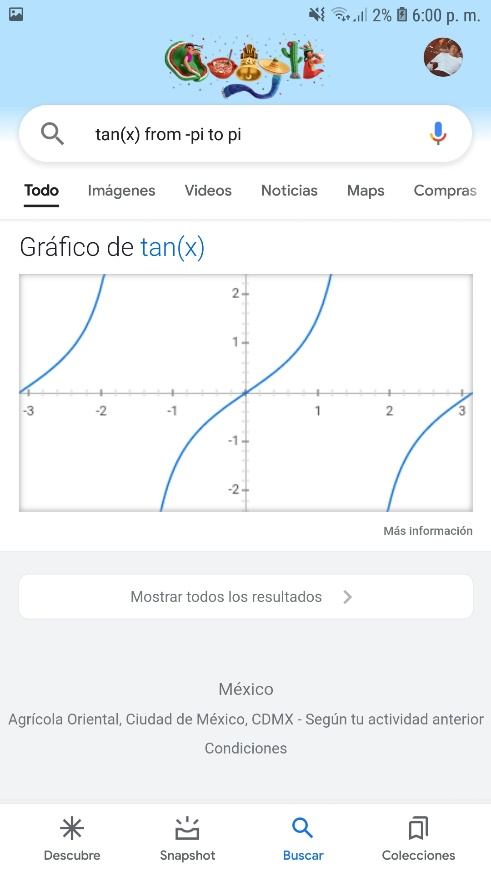 2% 6:00 p. m.
Google
tan(x) from -pi to pi
Todo Imágenes Videos Noticias Maps Compras
Gráfico de tan(x)
2
1
-3 -2 -1 1 2 3
-1
-2
Más información
Mostrar todos los resultados
México
Agrícola Oriental, Ciudad de México, CDMX - Según tu actividad anterior
Condiciones
Descubre Snapshot Buscar Colecciones